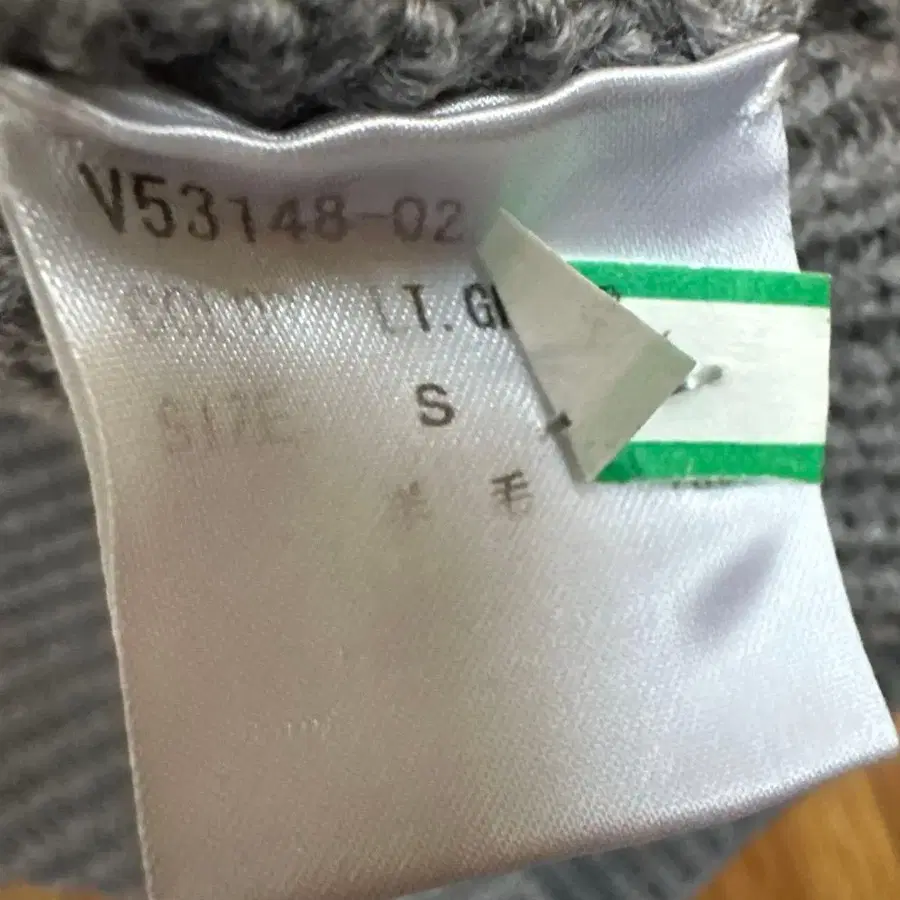 V53148-02
COLOR LT.GR
SIZE S
羊 毛